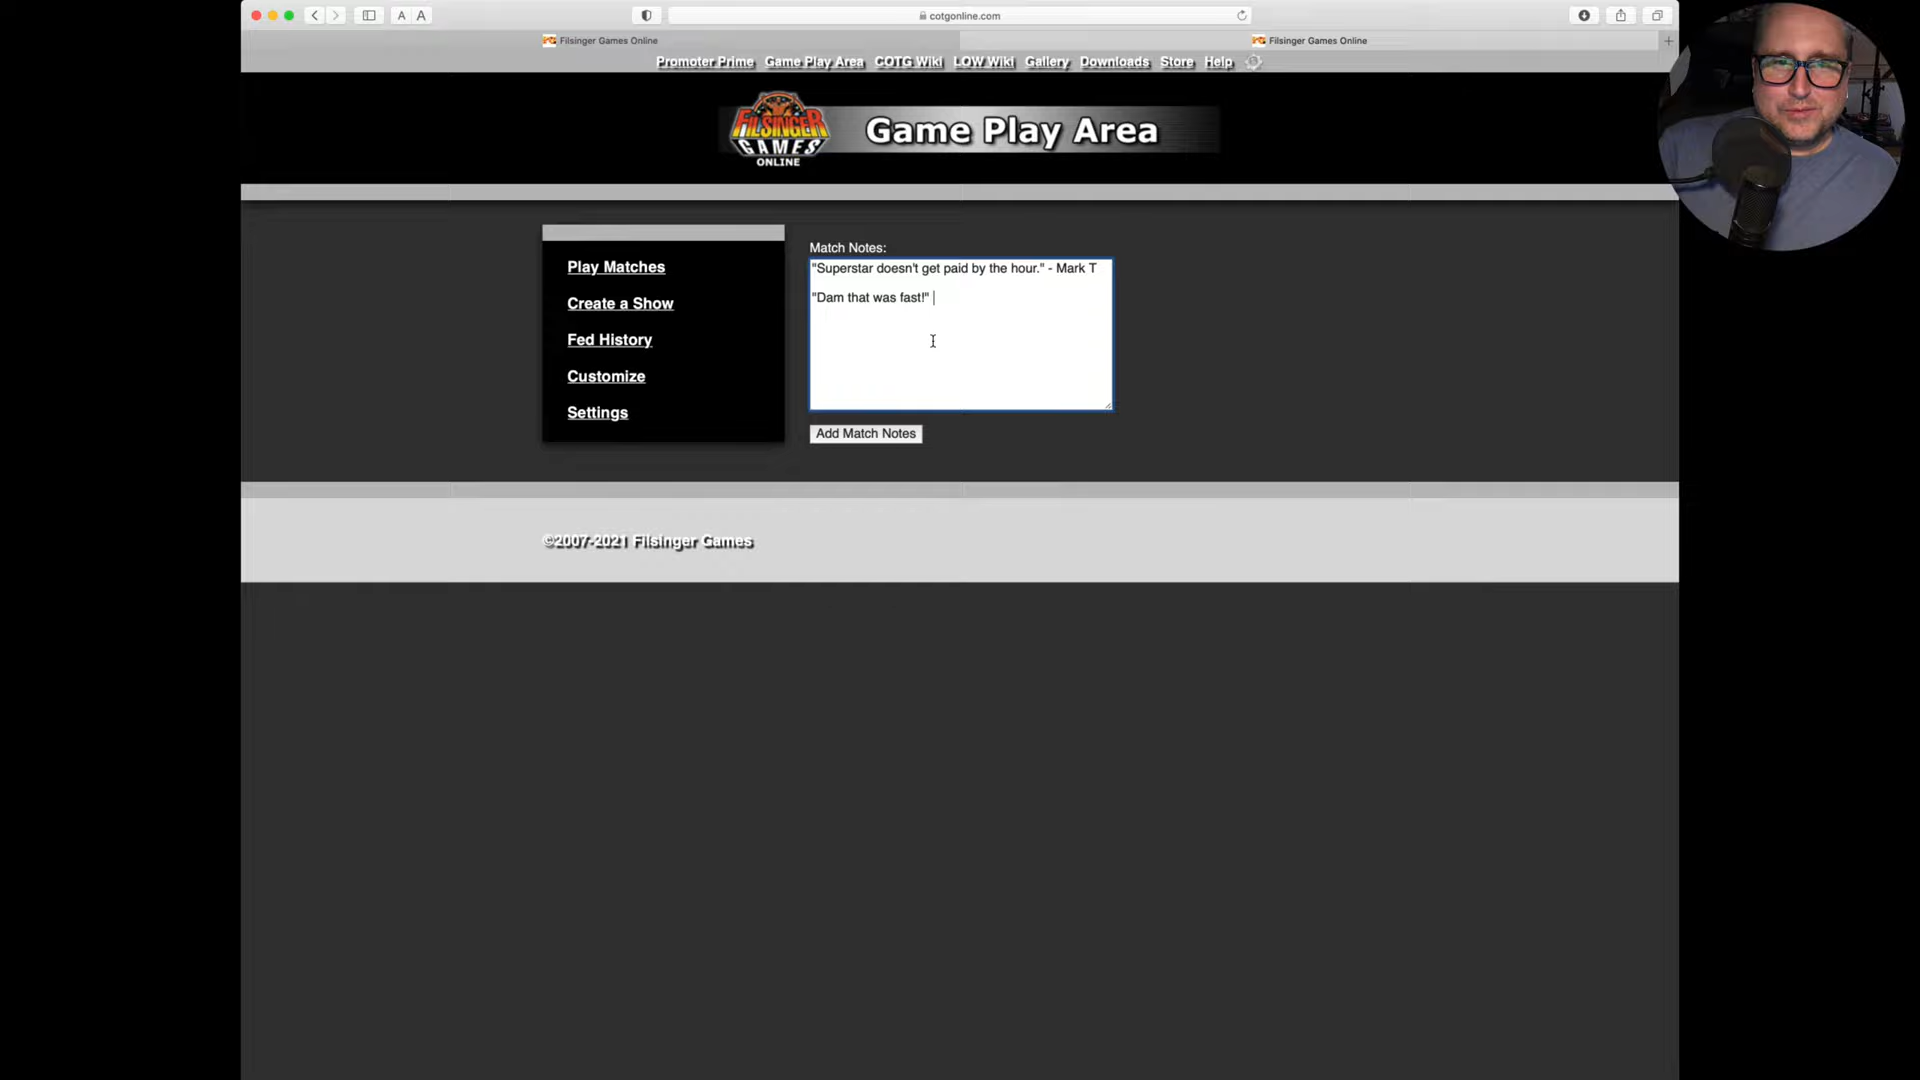 A A
cotgonline.com
Filsinger Games Online
Filsinger Games Online
Promoter Prime Game Play Area COTG Wiki LOW Wiki Gallery Downloads Store Help
FILSINGER
GAMES
ONLINE
Game Play Area
Play Matches
Create a Show
Fed History
Customize
Settings
Match Notes:
"Superstar doesn't get paid by the hour." - Mark T
"Dam that was fast!"
Add Match Notes
©2007-2021 Filsinger Games